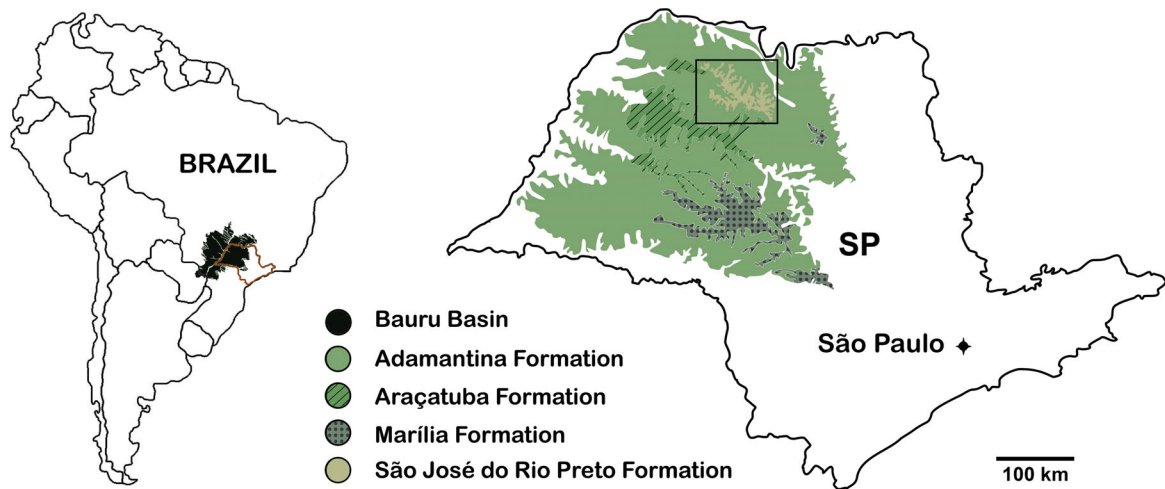 BRAZIL
Bauru Basin
Adamantina Formation
Araçatuba Formation
Marília Formation
São José do Rio Preto Formation
SP
São Paulo
100 km